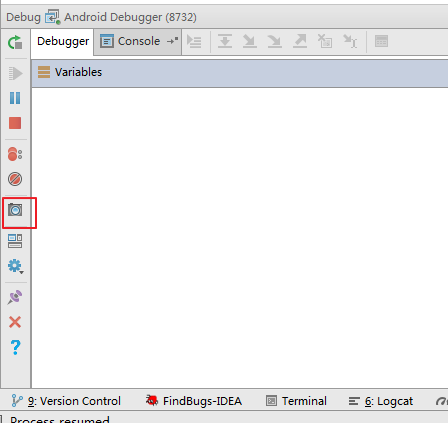 Debug Android Debugger (8732)
Debugger Console
Variables
9: Version Control FindBugs-IDEA Terminal 6: Logcat
Process resumed